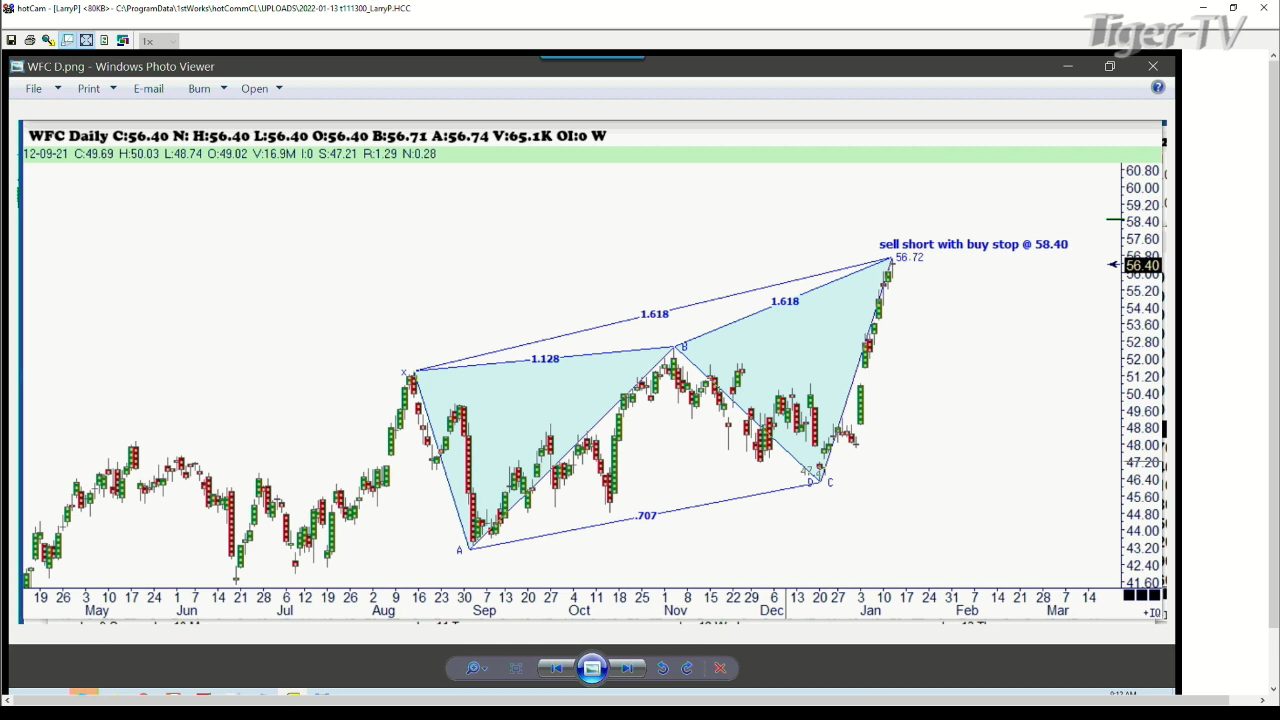 hotCam - [LarryP] <80KB> - C:\ProgramData\1stWorks\hotCommCL\UPLOADS\2022-01-13 t111300_LarryP.HCC
Tiger-TV
1x
WFC D.png - Windows Photo Viewer
File Print E-mail Burn Open
WFC Daily C:56.40 N: H:56.40 L:56.40 O:56.40 B:56.71 A:56.74 V:65.1K OI:0 W
12-09-21 C:49.69 H:50.03 L:48.74 O:49.02 V:16.9M I:0 S:47.21 R:1.29 N:0.28
60.80
60.00
59.20
58.40
57.60
sell short with buy stop @ 58.40
56.80
56.72
56.40
56.00
55.20
1.618
54.40
1.618
53.60
52.80
B
1.128
52.00
X
51.20
50.40
49.60
48.80
48.00
47.20
46.40
D C
45.60
.707
44.80
44.00
A
43.20
42.40
41.60
19 26 3 10 17 24 1 7 14 21 28 6 12 19 26 2 9 16 23 30 7 13 20 27 4 11 18 25 1 8 15 22 29 6 13 20 27 3 10 17 24 31 7 14 21 28 7 14
May Jun Jul Aug Sep Oct Nov Dec Jan Feb Mar